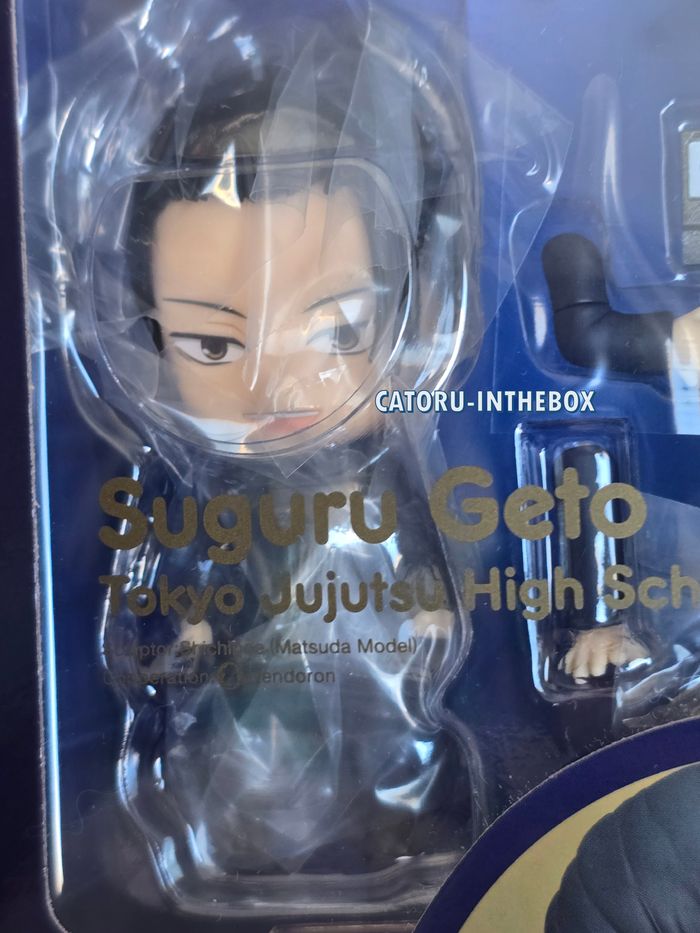 CATORU-INTHEBOX
Suguru Geto
Tokyo Jujutsu High Sch
(Matsuda Model)